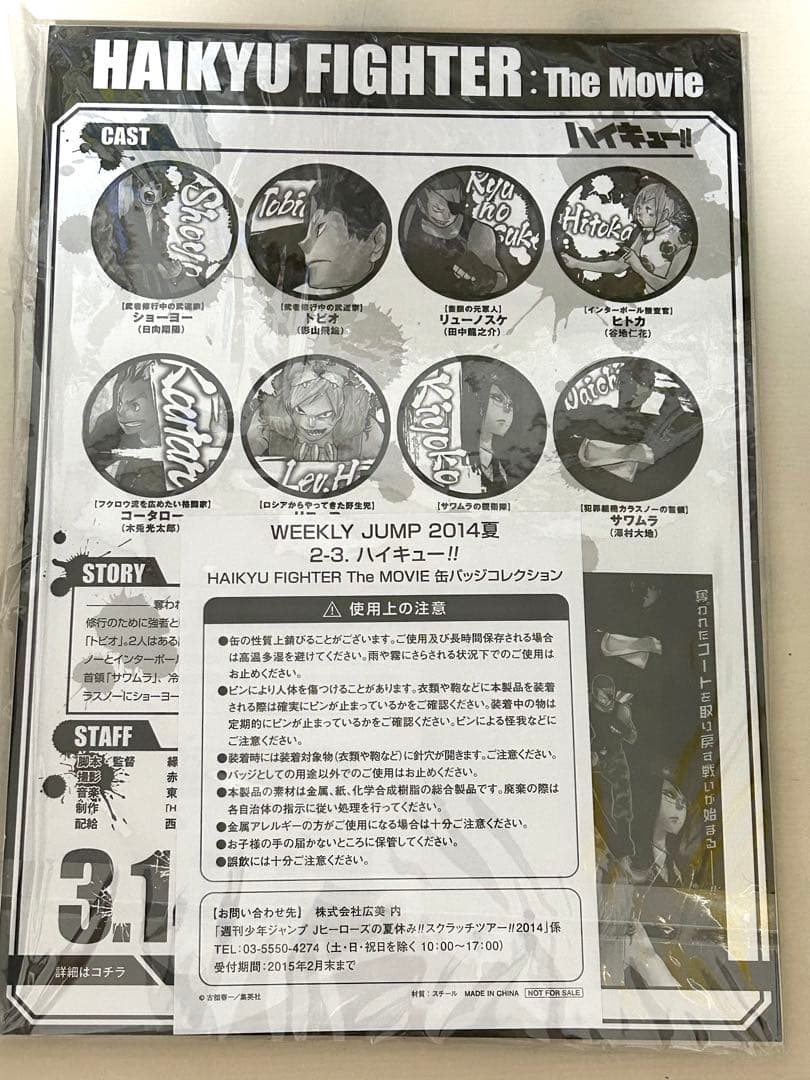 HAIKYU FIGHTER : The Movie
CAST
ハイキュー!!
Shoyo
Tobi
Ryu
no
suk
Hitoka
【武者修行中の武道家】
ショーヨー
(日向翔陽)
【武者修行中の武道家】
トビオ
(影山飛雄)
【喪顔の元軍人】
リューノスケ
(田中龍之介)
【インターポール捜査官】
ヒトカ
(谷地仁花)
Kotar
Lev.H
Kiyoko
Daichi
【フクロウ流を広めたい格闘家】
コータロー
(木兎光太郎)
【ロシアからやってきた野生児】
【サワムラの親衛隊】
【犯罪組織カラスノーの首領】
サワムラ
(澤村大地)
WEEKLY JUMP 2014夏
2-3. ハイキュー!!
HAIKYU FIGHTER The MOVIE 缶バッジコレクション
⚠ 使用上の注意
●缶の性質上錆びることがございます。ご使用及び長時間保存される場合
は高温多湿を避けてください。雨や霧にさらされる状況下でのご使用は
お止めください。
●ピンにより人体を傷つけることがあります。衣類や鞄などに本製品を装着
される際は確実にピンが止まっているかをご確認ください。装着中の物は
定期的にピンが止まっているかをご確認ください。ピンによる怪我などに
ご注意ください。
●装着時には装着対象物(衣類や鞄など)に針穴が開きます。ご注意ください。
●バッジとしての用途以外でのご使用はお止めください。
●本製品の素材は金属、紙、化学合成樹脂の総合製品です。廃棄の際は
各自治体の指示に従い処理を行ってください。
●金属アレルギーの方がご使用になる場合は十分ご注意ください。
●お子様の手の届かないところに保管してください。
●誤飲には十分ご注意ください。
【お問い合わせ先】 株式会社広美 内
「週刊少年ジャンプ Jヒーローズの夏休み!!スクラッチツアー!!2014」係
TEL:03-5550-4274(土・日・祝日を除く 10:00〜17:00)
受付期間:2015年2月末まで
©古舘春一/集英社
材質:スチール MADE IN CHINA NOT FOR SALE
STORY
奪われ
修行のために強者と
「トビオ」。2人はある
ノーとインターポール
首領「サワムラ」、冷
ラスノーにショーヨー
STAFF
脚本 監督
撮影 赤
音楽 東
制作 「H
配給 西
3.1
詳細はコチラ
奪われたコートを取り戻す戦いが始まる――